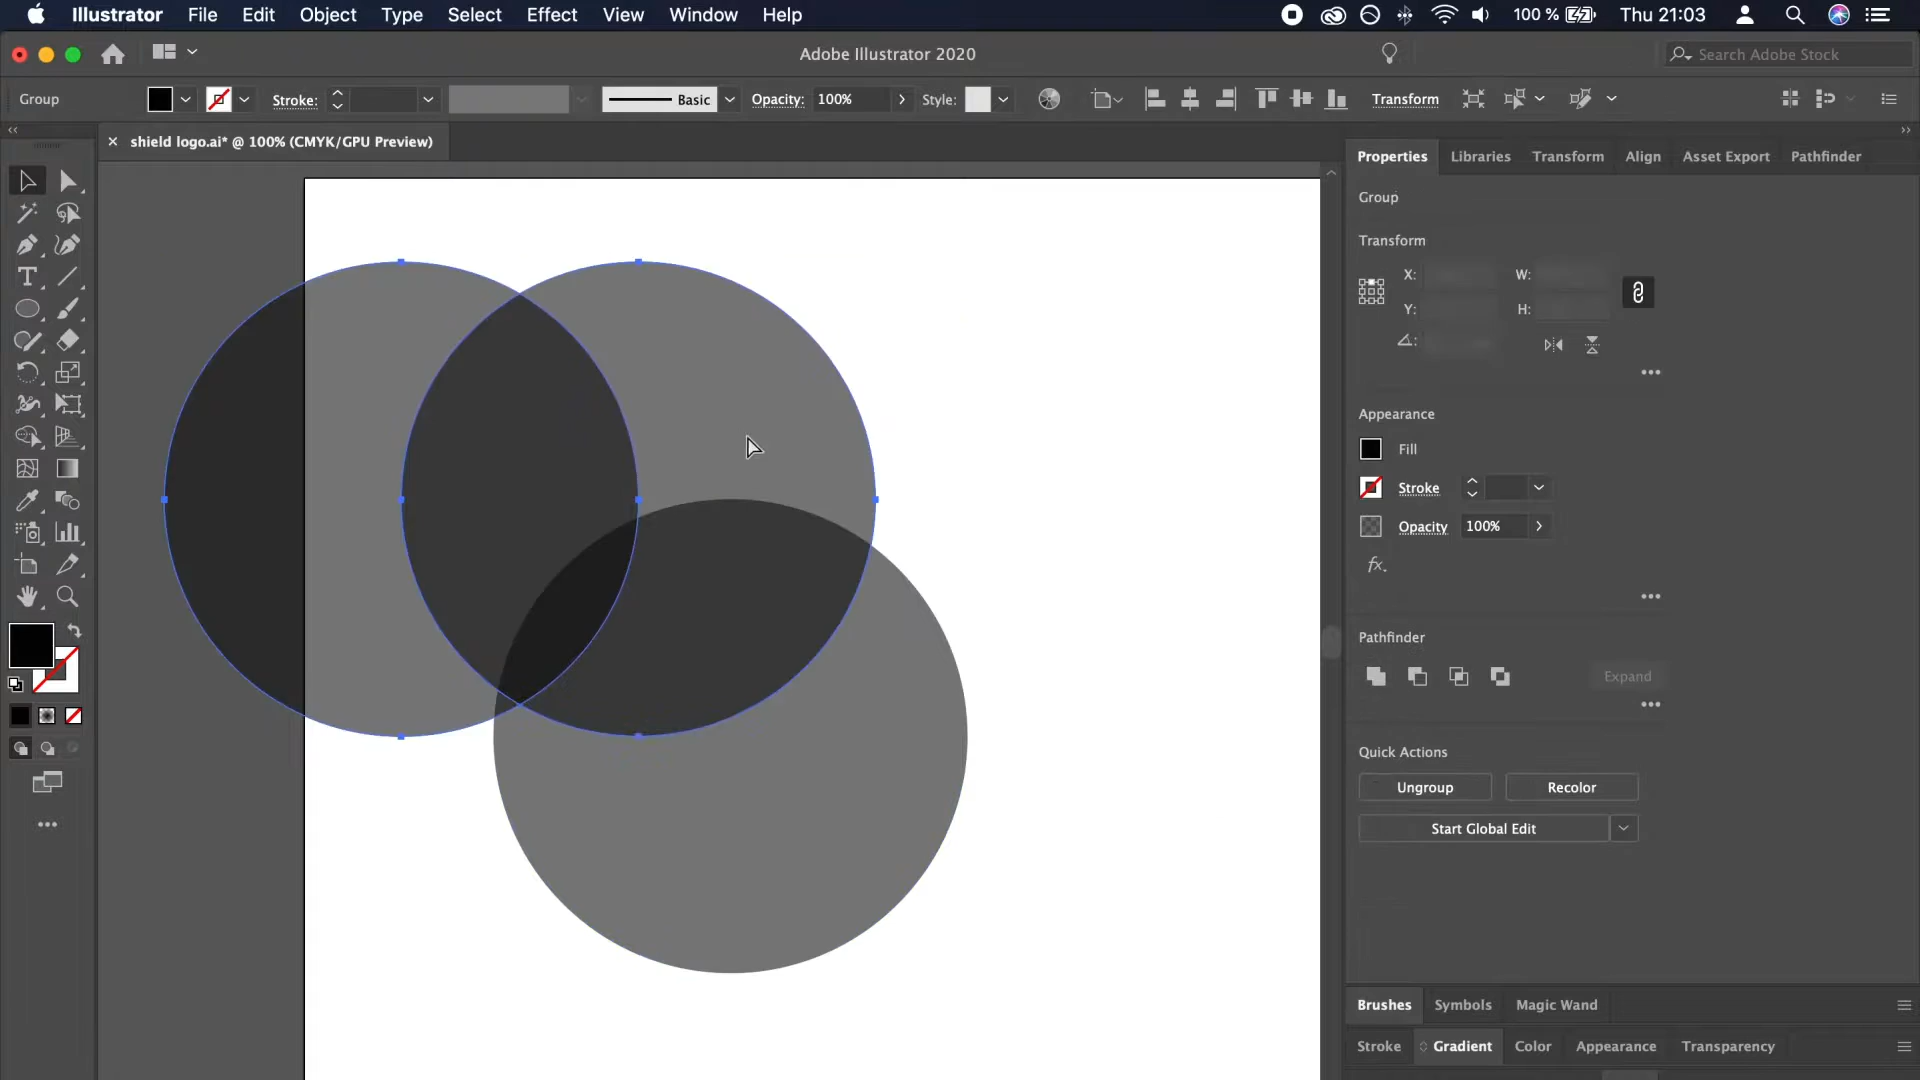 Illustrator File Edit Object Type Select Effect View Window Help 100 % Thu 21:03
Adobe Illustrator 2020 Search Adobe Stock
Group Stroke: Basic Opacity: 100% Style: Transform
× shield logo.ai* @ 100% (CMYK/GPU Preview)
Properties Libraries Transform Align Asset Export Pathfinder
Group
Transform
X: W:
Y: H:
Appearance
Fill
Stroke
Opacity 100%
fx.
Pathfinder
Expand
Quick Actions
Ungroup Recolor
Start Global Edit
Brushes Symbols Magic Wand
Stroke Gradient Color Appearance Transparency